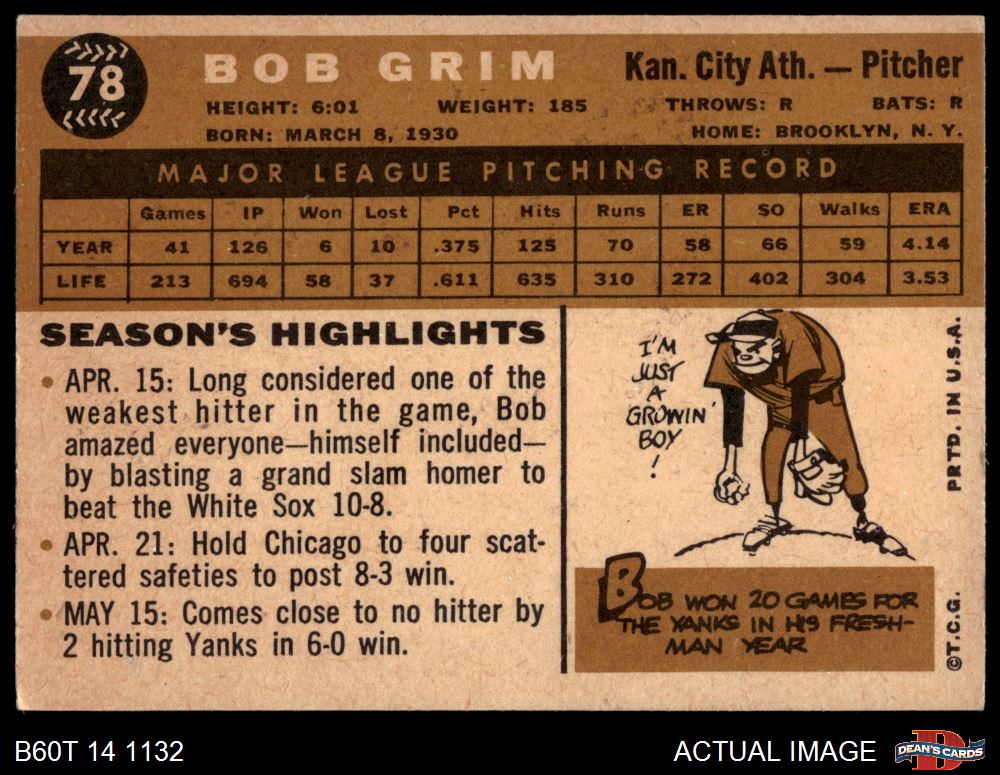 78
BOB GRIM
Kan. City Ath. — Pitcher
HEIGHT: 6:01 WEIGHT: 185 THROWS: R BATS: R
BORN: MARCH 8, 1930 HOME: BROOKLYN, N. Y.
MAJOR LEAGUE PITCHING RECORD
Games IP Won Lost Pct Hits Runs ER SO Walks ERA
YEAR 41 126 6 10 .375 125 70 58 66 59 4.14
LIFE 213 694 58 37 .611 635 310 272 402 304 3.53
SEASON'S HIGHLIGHTS
• APR. 15: Long considered one of the
weakest hitter in the game, Bob
amazed everyone—himself included—
by blasting a grand slam homer to
beat the White Sox 10-8.
• APR. 21: Hold Chicago to four scat-
tered safeties to post 8-3 win.
• MAY 15: Comes close to no hitter by
2 hitting Yanks in 6-0 win.
I'M
JUST
A
GROWIN'
BOY
!
BOB WON 20 GAMES FOR
THE YANKS IN HIS FRESH-
MAN YEAR
PRT'D. IN U.S.A.
©T.C.G.
B60T 14 1132
ACTUAL IMAGE
DEAN'S CARDS